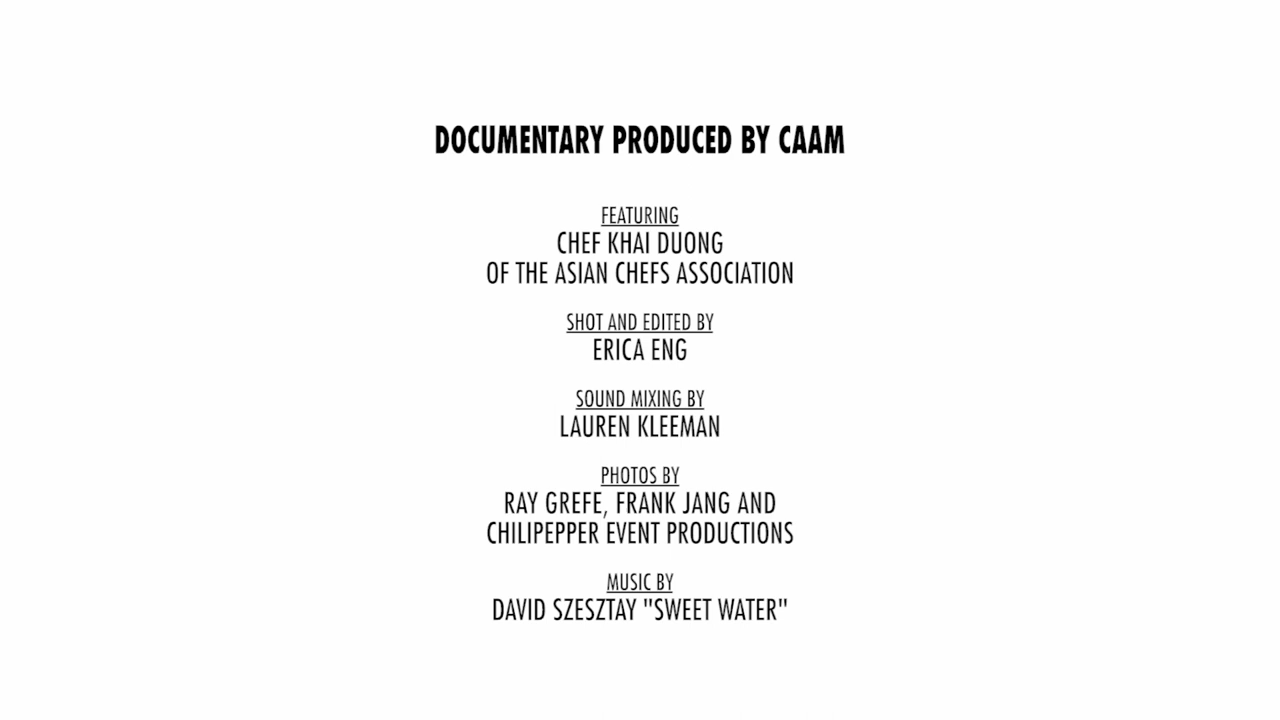 DOCUMENTARY PRODUCED BY CAAM
FEATURING
CHEF KHAI DUONG
OF THE ASIAN CHEFS ASSOCIATION
SHOT AND EDITED BY
ERICA ENG
SOUND MIXING BY
LAUREN KLEEMAN
PHOTOS BY
RAY GREFE, FRANK JANG AND
CHILIPEPPER EVENT PRODUCTIONS
MUSIC BY
DAVID SZESZTAY "SWEET WATER"